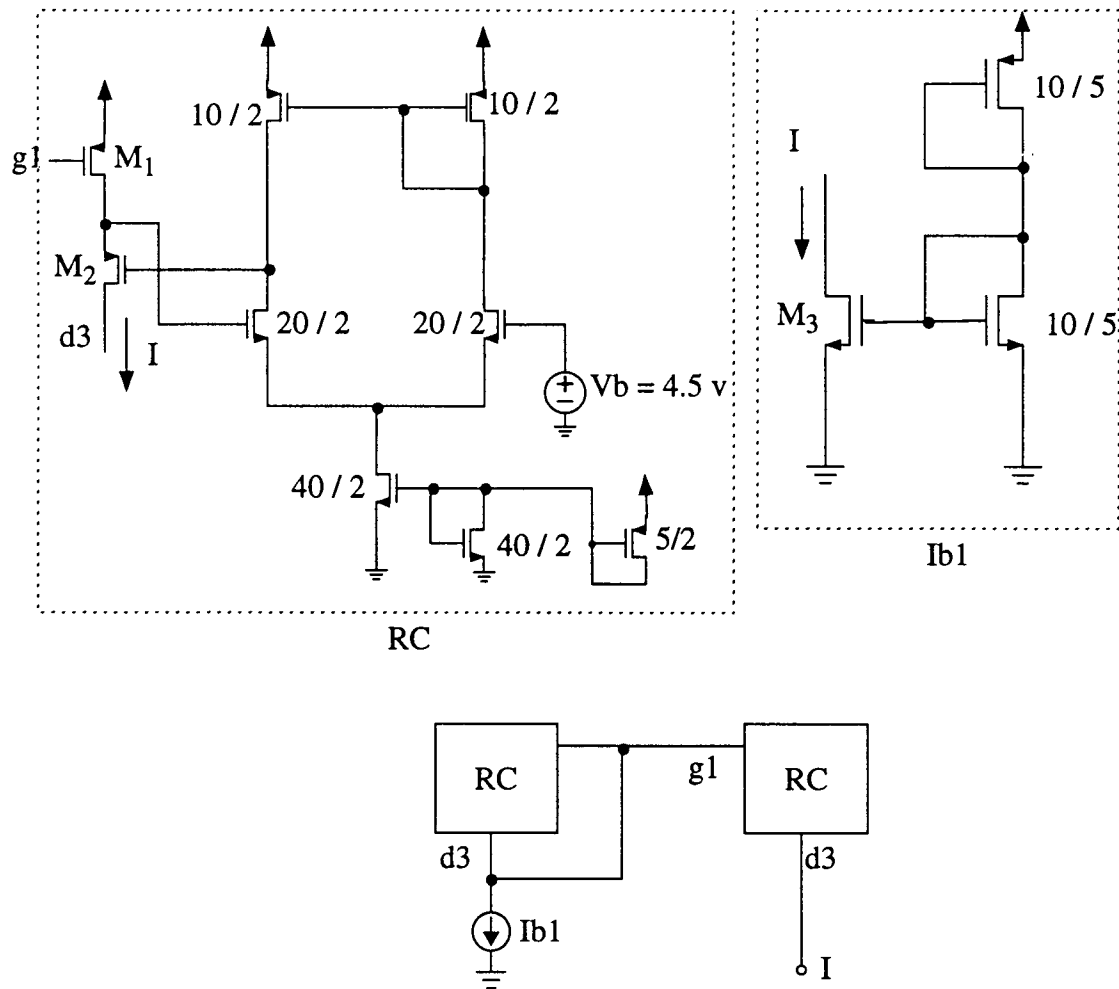 10 / 2
10 / 2
g1
M1
M2
20 / 2
20 / 2
d3
I
Vb = 4.5 v
40 / 2
40 / 2
5/2
RC
10 / 5
I
M3
10 / 5
Ib1
RC
g1
RC
d3
d3
Ib1
I